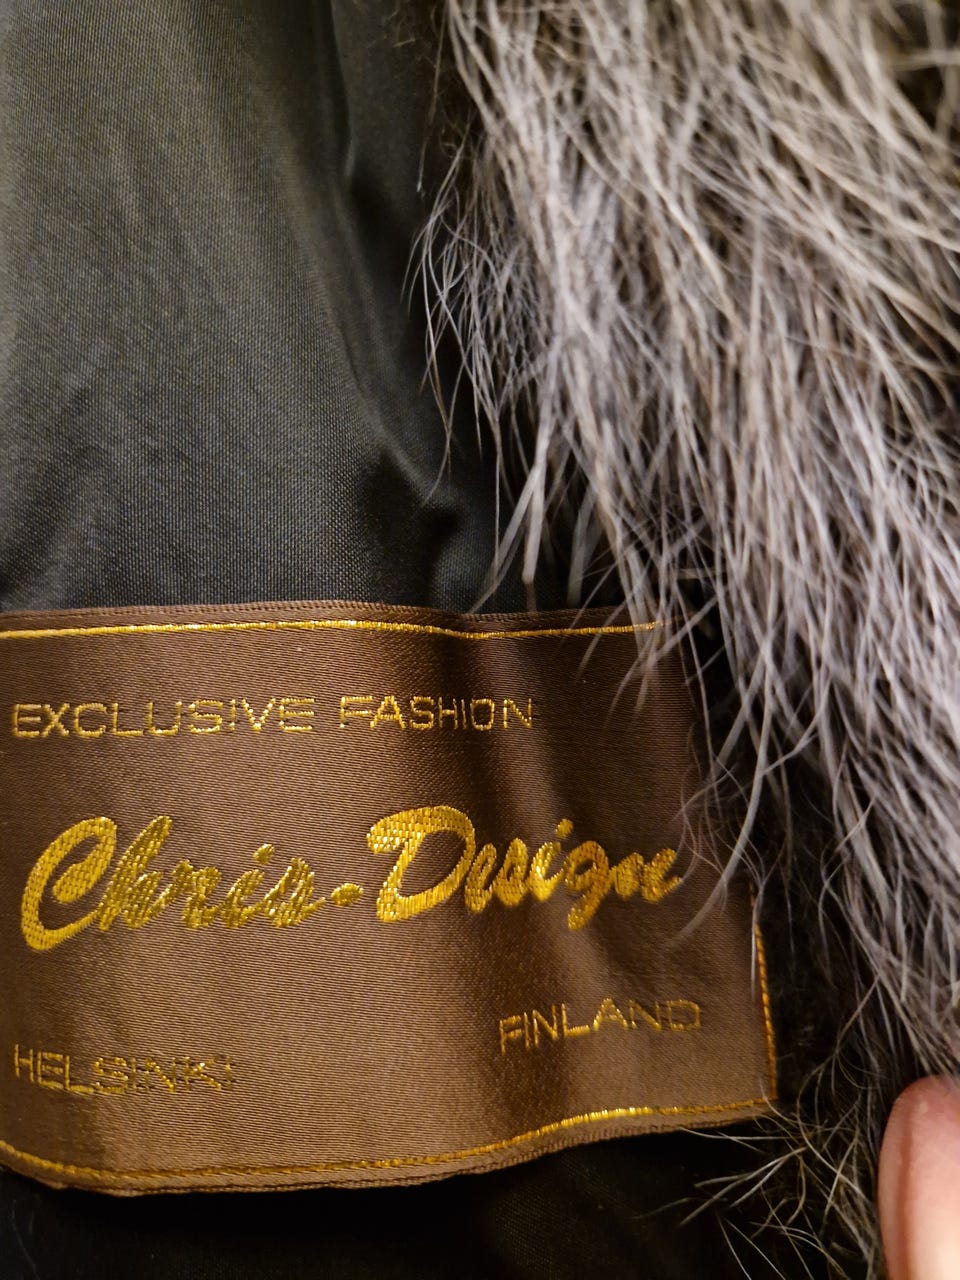 EXCLUSIVE FASHION
Chris-Design
FINLAND
HELSINKI